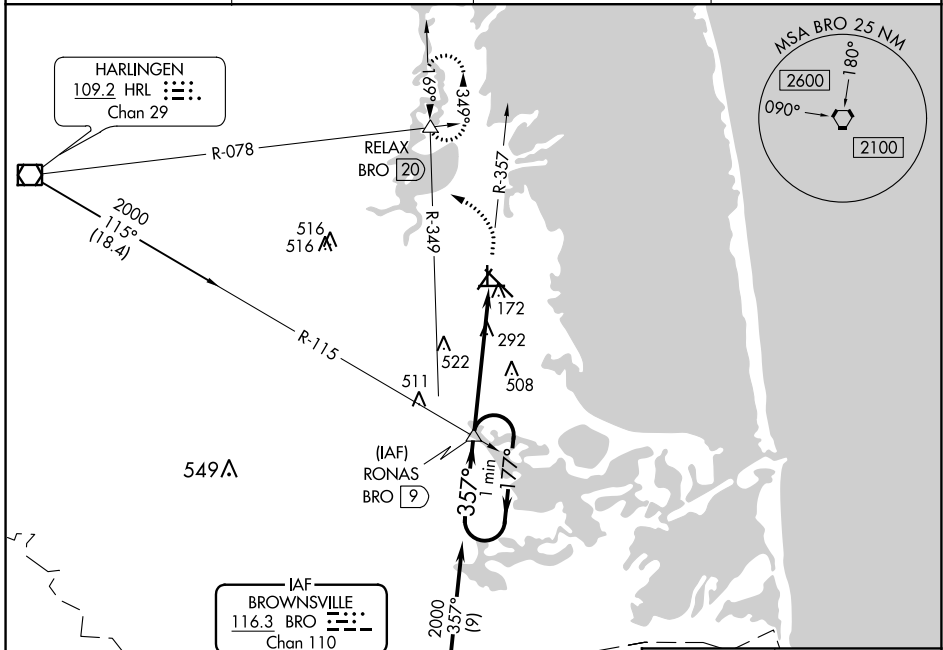 HARLINGEN
109.2 HRL
Chan 29
MSA BRO 25 NM
2600
180°
090°
2100
169°
349°
R-078
RELAX
BRO 20
R-357
2000
115°
(18.4)
516
516
R-349
172
292
R-115
522
508
511
(IAF)
RONAS
BRO 9
549
357°
1 min
177°
IAF
BROWNSVILLE
116.3 BRO
Chan 110
2000
357°
(9)